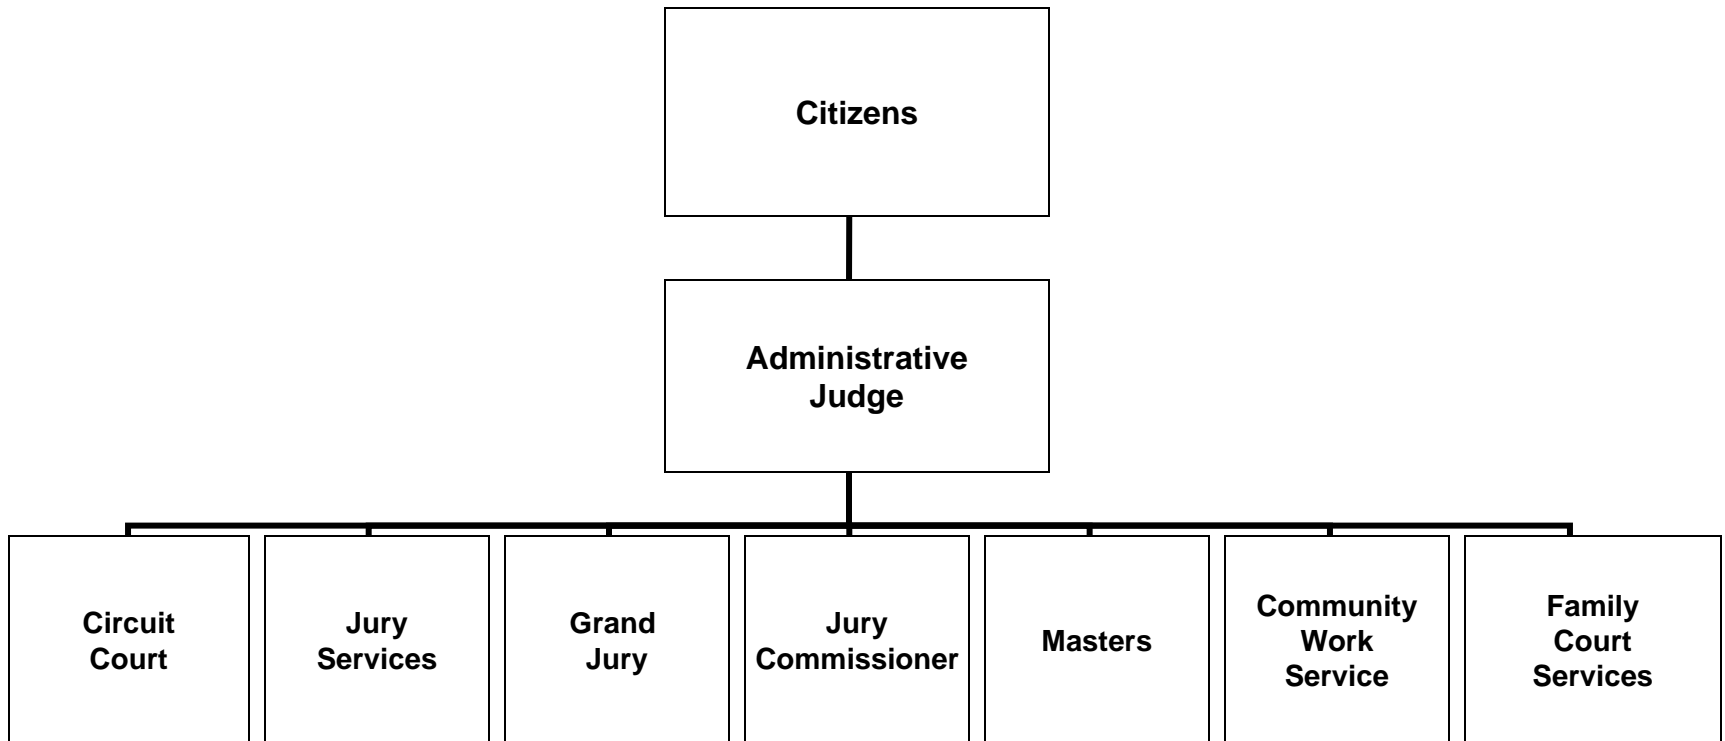 Citizens
Administrative
Judge
Circuit
Court
Jury
Services
Grand
Jury
Jury
Commissioner
Masters
Community
Work
Service
Family
Court
Services